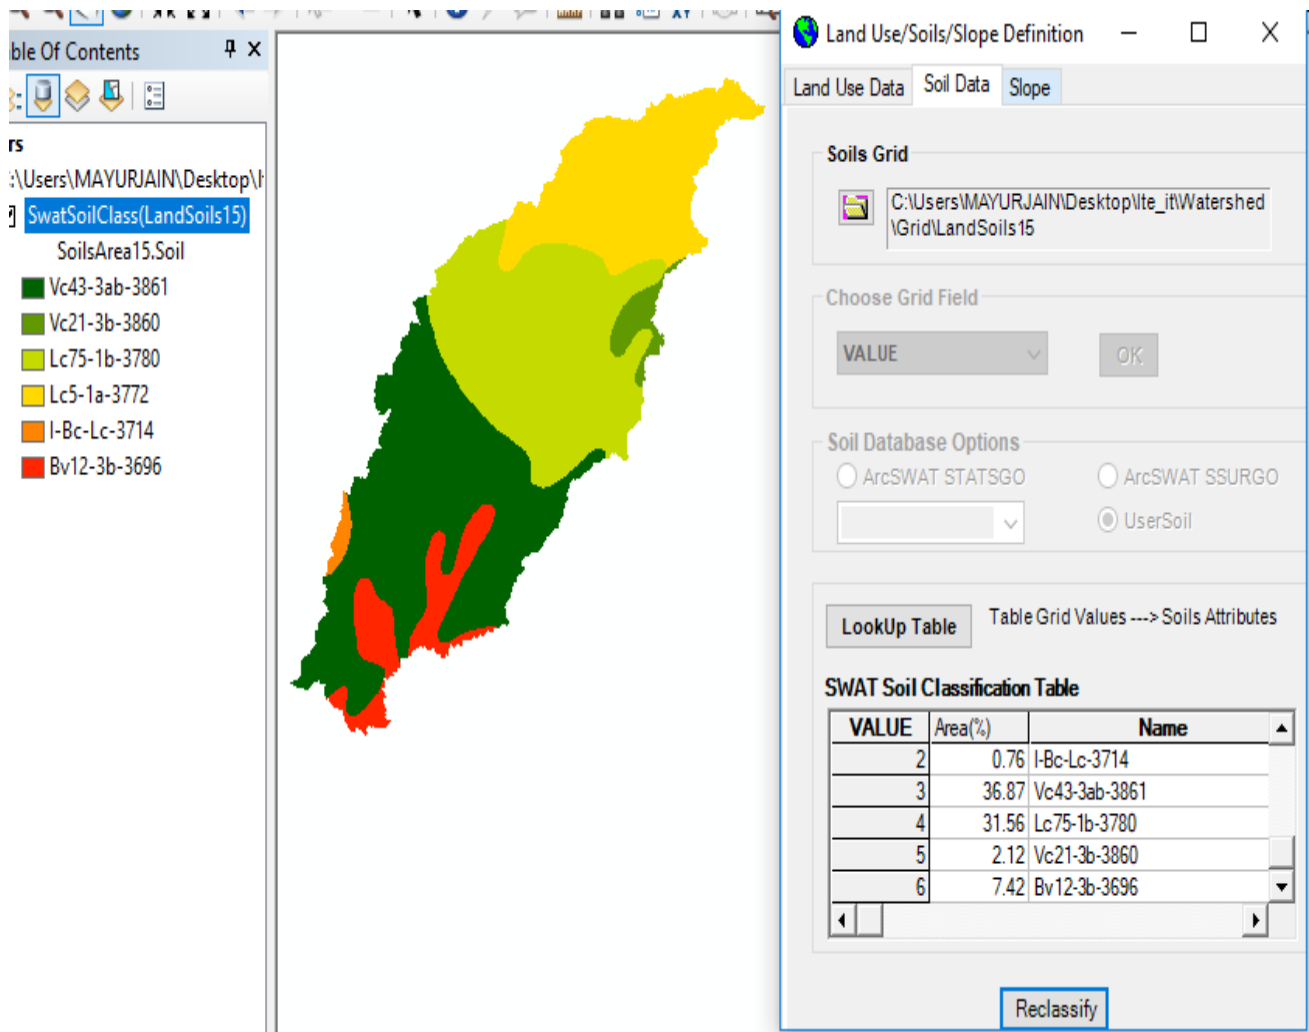 ble Of Contents
rs
:\Users\MAYURJAIN\Desktop\I
SwatSoilClass(LandSoils15)
SoilsArea15.Soil
Vc43-3ab-3861
Vc21-3b-3860
Lc75-1b-3780
Lc5-1a-3772
I-Bc-Lc-3714
Bv12-3b-3696
Land Use/Soils/Slope Definition
Land Use Data Soil Data Slope
Soils Grid
C:\Users\MAYURJAIN\Desktop\Ite_it\Watershed
\Grid\LandSoils15
Choose Grid Field
VALUE OK
Soil Database Options
ArcSWAT STATSGO ArcSWAT SSURGO
UserSoil
LookUp Table Table Grid Values ---> Soils Attributes
SWAT Soil Classification Table
VALUE Area(%) Name
2 0.76 I-Bc-Lc-3714
3 36.87 Vc43-3ab-3861
4 31.56 Lc75-1b-3780
5 2.12 Vc21-3b-3860
6 7.42 Bv12-3b-3696
Reclassify